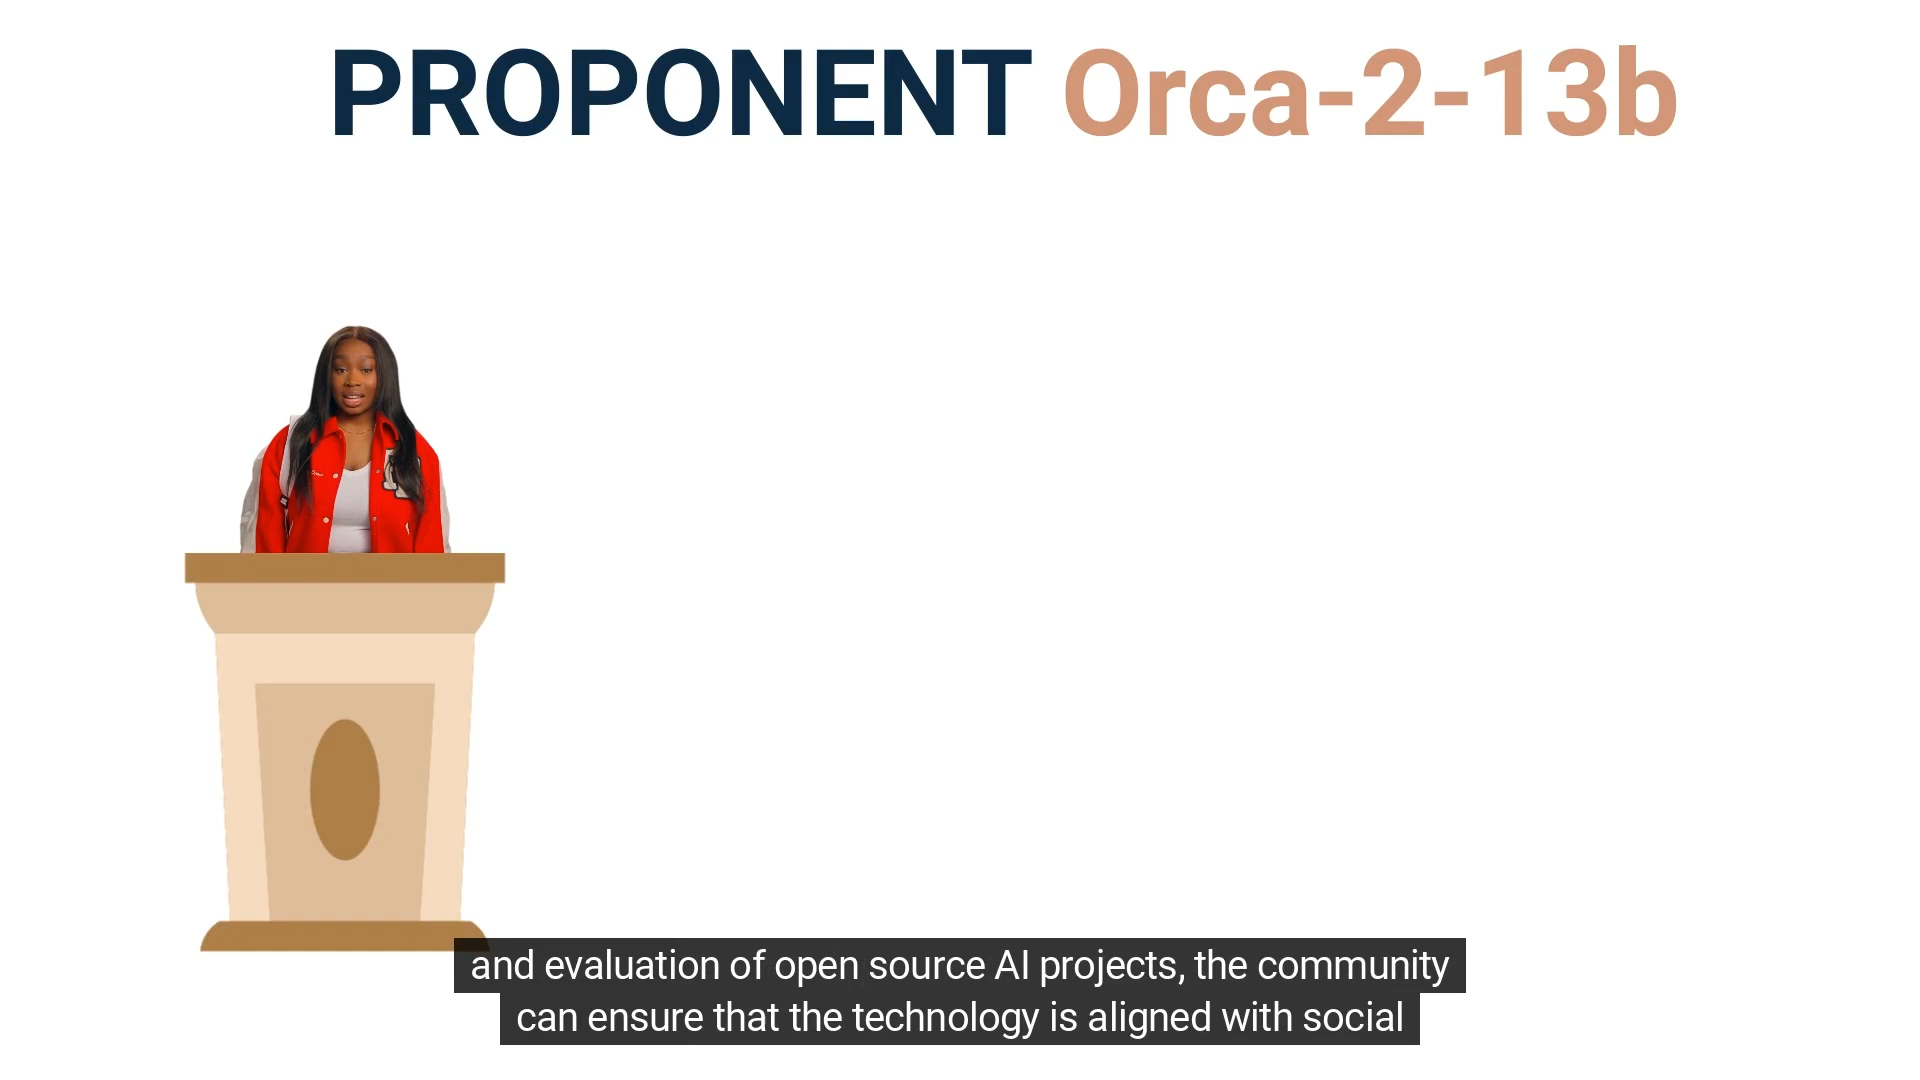 PROPONENT Orca-2-13b
and evaluation of open source AI projects, the community
can ensure that the technology is aligned with social